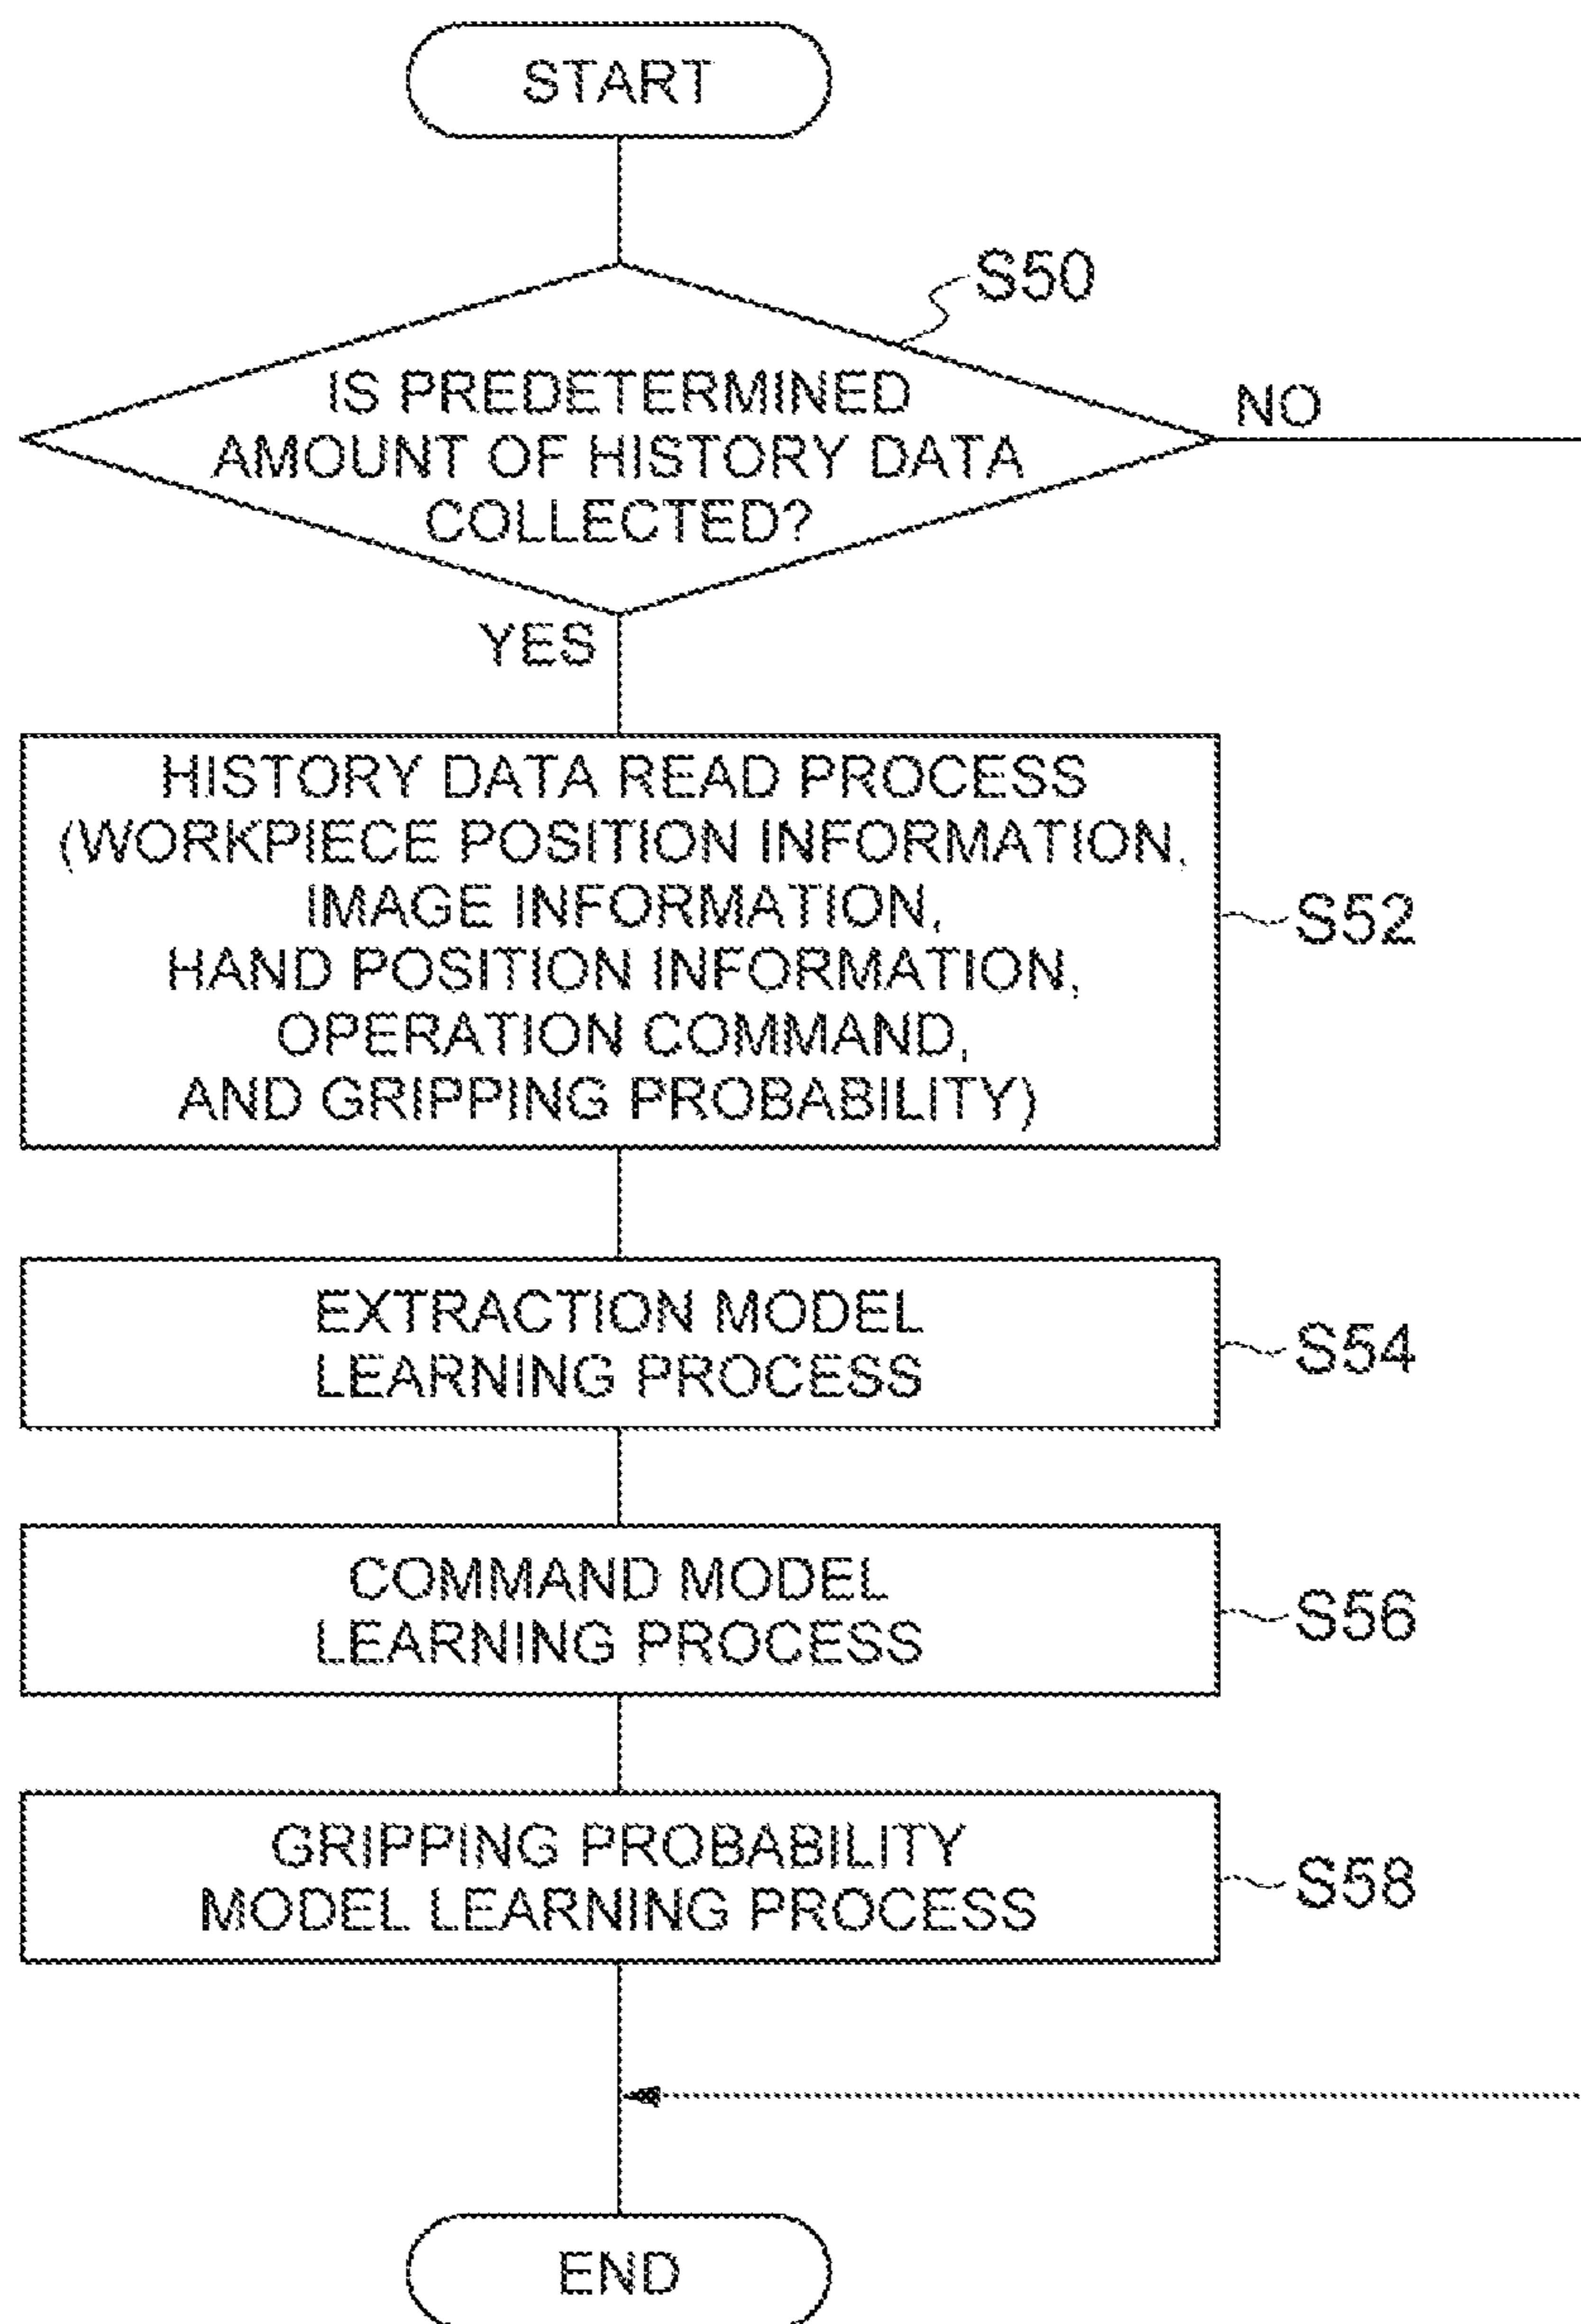 START
S50
IS PREDETERMINED
AMOUNT OF HISTORY DATA
COLLECTED?
NO
YES
HISTORY DATA READ PROCESS
(WORKPIECE POSITION INFORMATION,
IMAGE INFORMATION,
HAND POSITION INFORMATION,
OPERATION COMMAND,
AND GRIPPING PROBABILITY)
S52
EXTRACTION MODEL
LEARNING PROCESS
S54
COMMAND MODEL
LEARNING PROCESS
S56
GRIPPING PROBABILITY
MODEL LEARNING PROCESS
S58
END